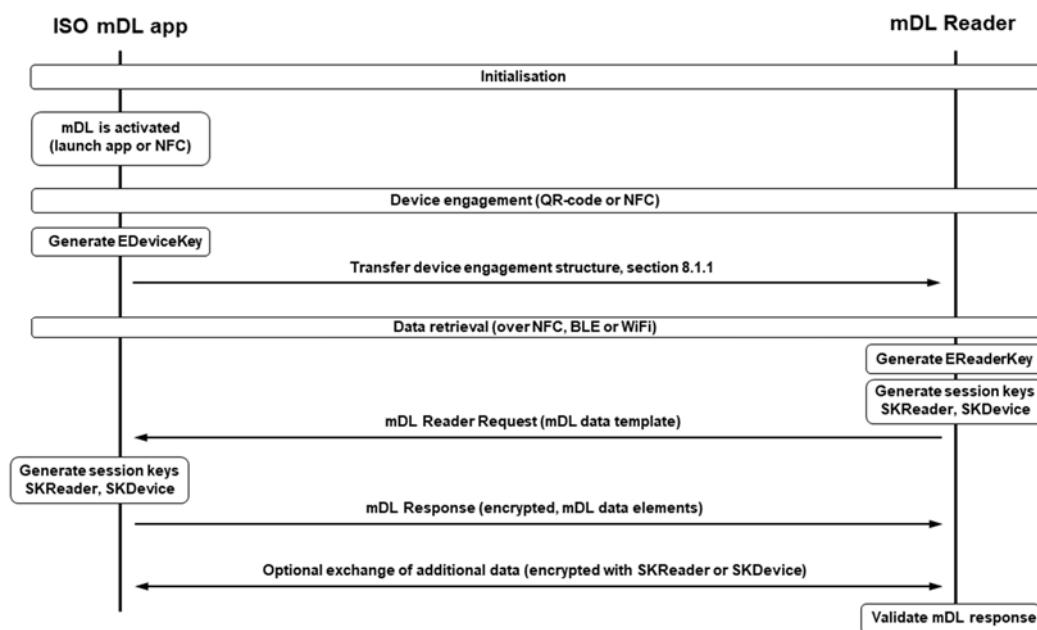 ISO mDL app
mDL Reader
Initialisation
mDL is activated
(launch app or NFC)
Device engagement (QR-code or NFC)
Generate EDeviceKey
Transfer device engagement structure, section 8.1.1
Data retrieval (over NFC, BLE or WiFi)
Generate EReaderKey
Generate session keys
SKReader, SKDevice
mDL Reader Request (mDL data template)
Generate session keys
SKReader, SKDevice
mDL Response (encrypted, mDL data elements)
Optional exchange of additional data (encrypted with SKReader or SKDevice)
Validate mDL response